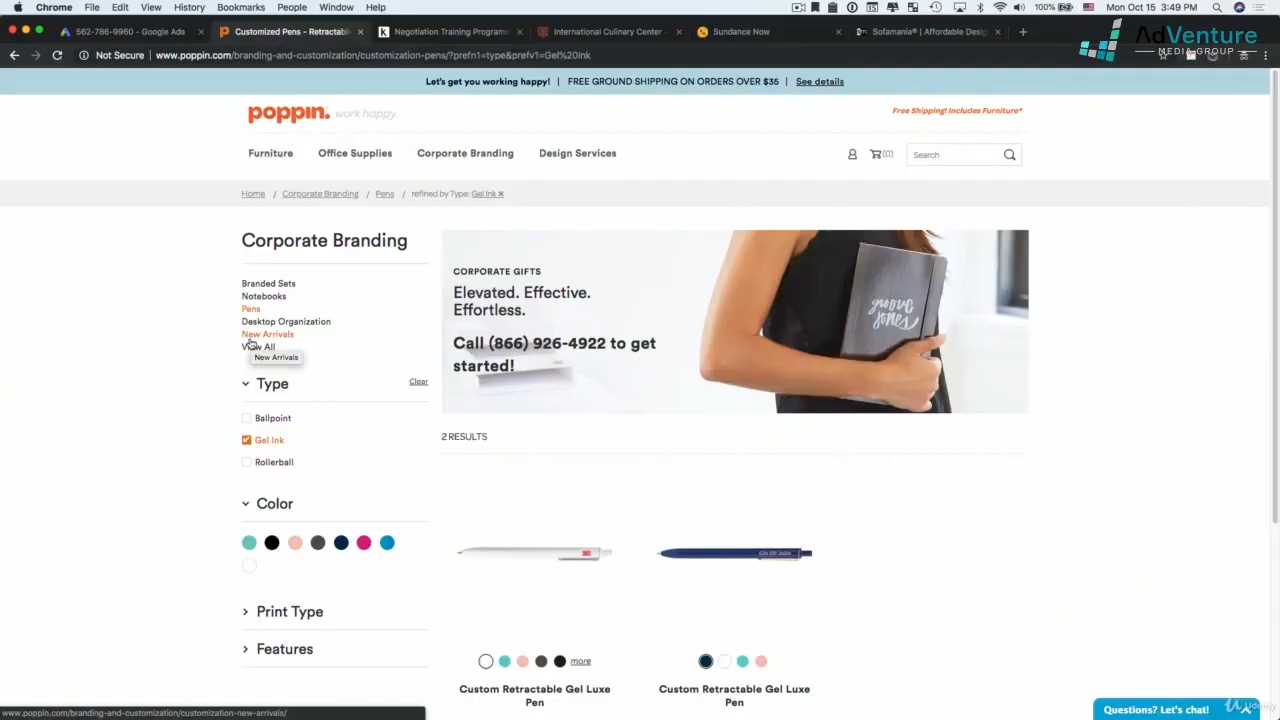 Chrome File Edit View History Bookmarks People Window Help 100% Mon Oct 15 3:49 PM
562-786-9960 - Google Ads Customized Pens - Retractabl Negotiation Training Programs International Culinary Center - Sundance Now Sofamania® | Affordable Desig
AdVenture
MEDIA GROUP
Not Secure www.poppin.com/branding-and-customization/customization-pens/?prefn1=type&prefv1=Gel%20Ink
Let's get you working happy! | FREE GROUND SHIPPING ON ORDERS OVER $35 | See details
poppin. work happy.
Free Shipping! Includes Furniture*
Furniture Office Supplies Corporate Branding Design Services (0) Search
Home / Corporate Branding / Pens / refined by Type: Gel Ink ✖
Corporate Branding
Branded Sets
Notebooks
Pens
Desktop Organization
New Arrivals
View All
New Arrivals
Type Clear
Ballpoint
Gel Ink
Rollerball
Color
Print Type
Features
CORPORATE GIFTS
Elevated. Effective.
Effortless.
Call (866) 926-4922 to get
started!
groove
jones
2 RESULTS
more
Custom Retractable Gel Luxe
Pen
Custom Retractable Gel Luxe
Pen
www.poppin.com/branding-and-customization/customization-new-arrivals/
Questions? Let's chat!
Udemy